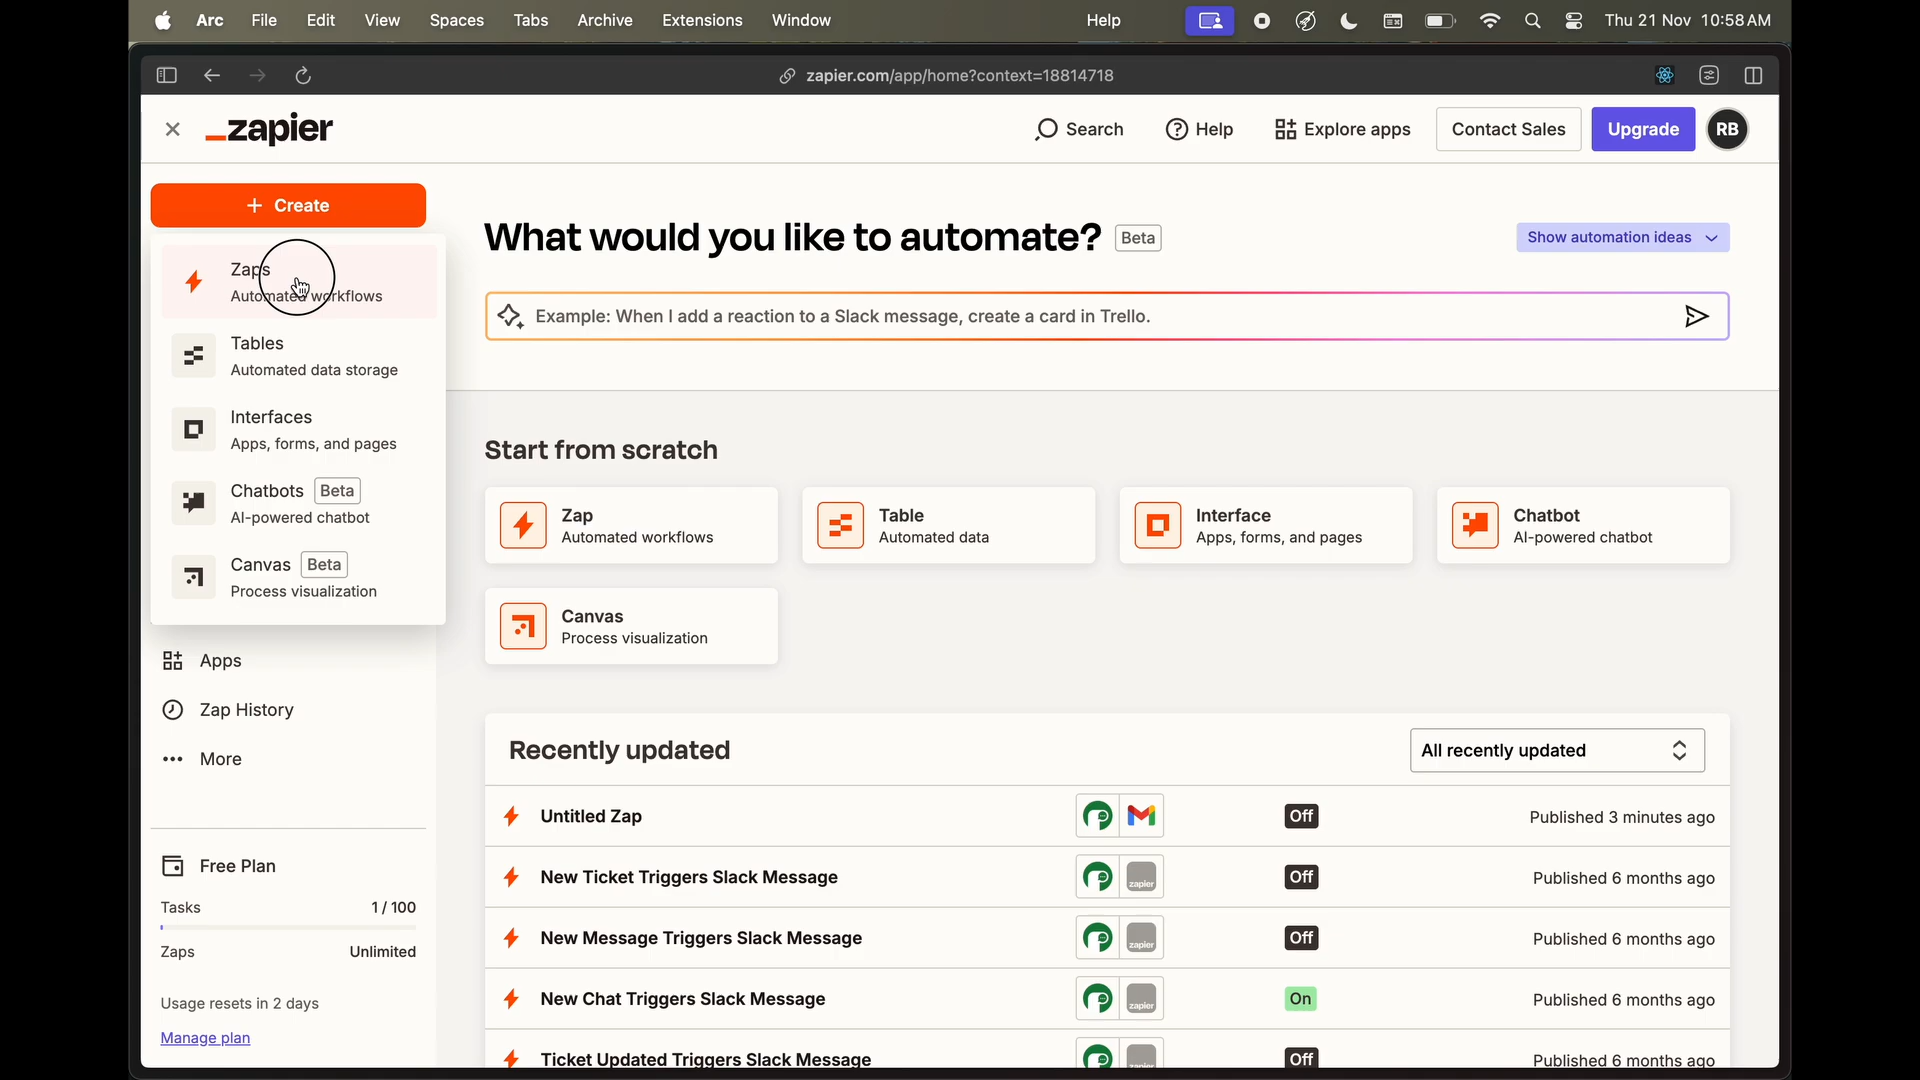 Arc File Edit View Spaces Tabs Archive Extensions Window Help Thu 21 Nov 10:58 AM
zapier.com/app/home?context=18814718
zapier Search Help Explore apps Contact Sales Upgrade RB
Create
Zaps
Automated workflows
Tables
Automated data storage
Interfaces
Apps, forms, and pages
Chatbots Beta
AI-powered chatbot
Canvas Beta
Process visualization
Apps
Zap History
More
Free Plan
Tasks 1 / 100
Zaps Unlimited
Usage resets in 2 days
Manage plan
What would you like to automate? Beta
Show automation ideas
Example: When I add a reaction to a Slack message, create a card in Trello.
Start from scratch
Zap
Automated workflows
Table
Automated data
Interface
Apps, forms, and pages
Chatbot
AI-powered chatbot
Canvas
Process visualization
Recently updated All recently updated
Untitled Zap Off Published 3 minutes ago
New Ticket Triggers Slack Message zapier Off Published 6 months ago
New Message Triggers Slack Message zapier Off Published 6 months ago
New Chat Triggers Slack Message zapier On Published 6 months ago
Ticket Updated Triggers Slack Message zapier Off Published 6 months ago